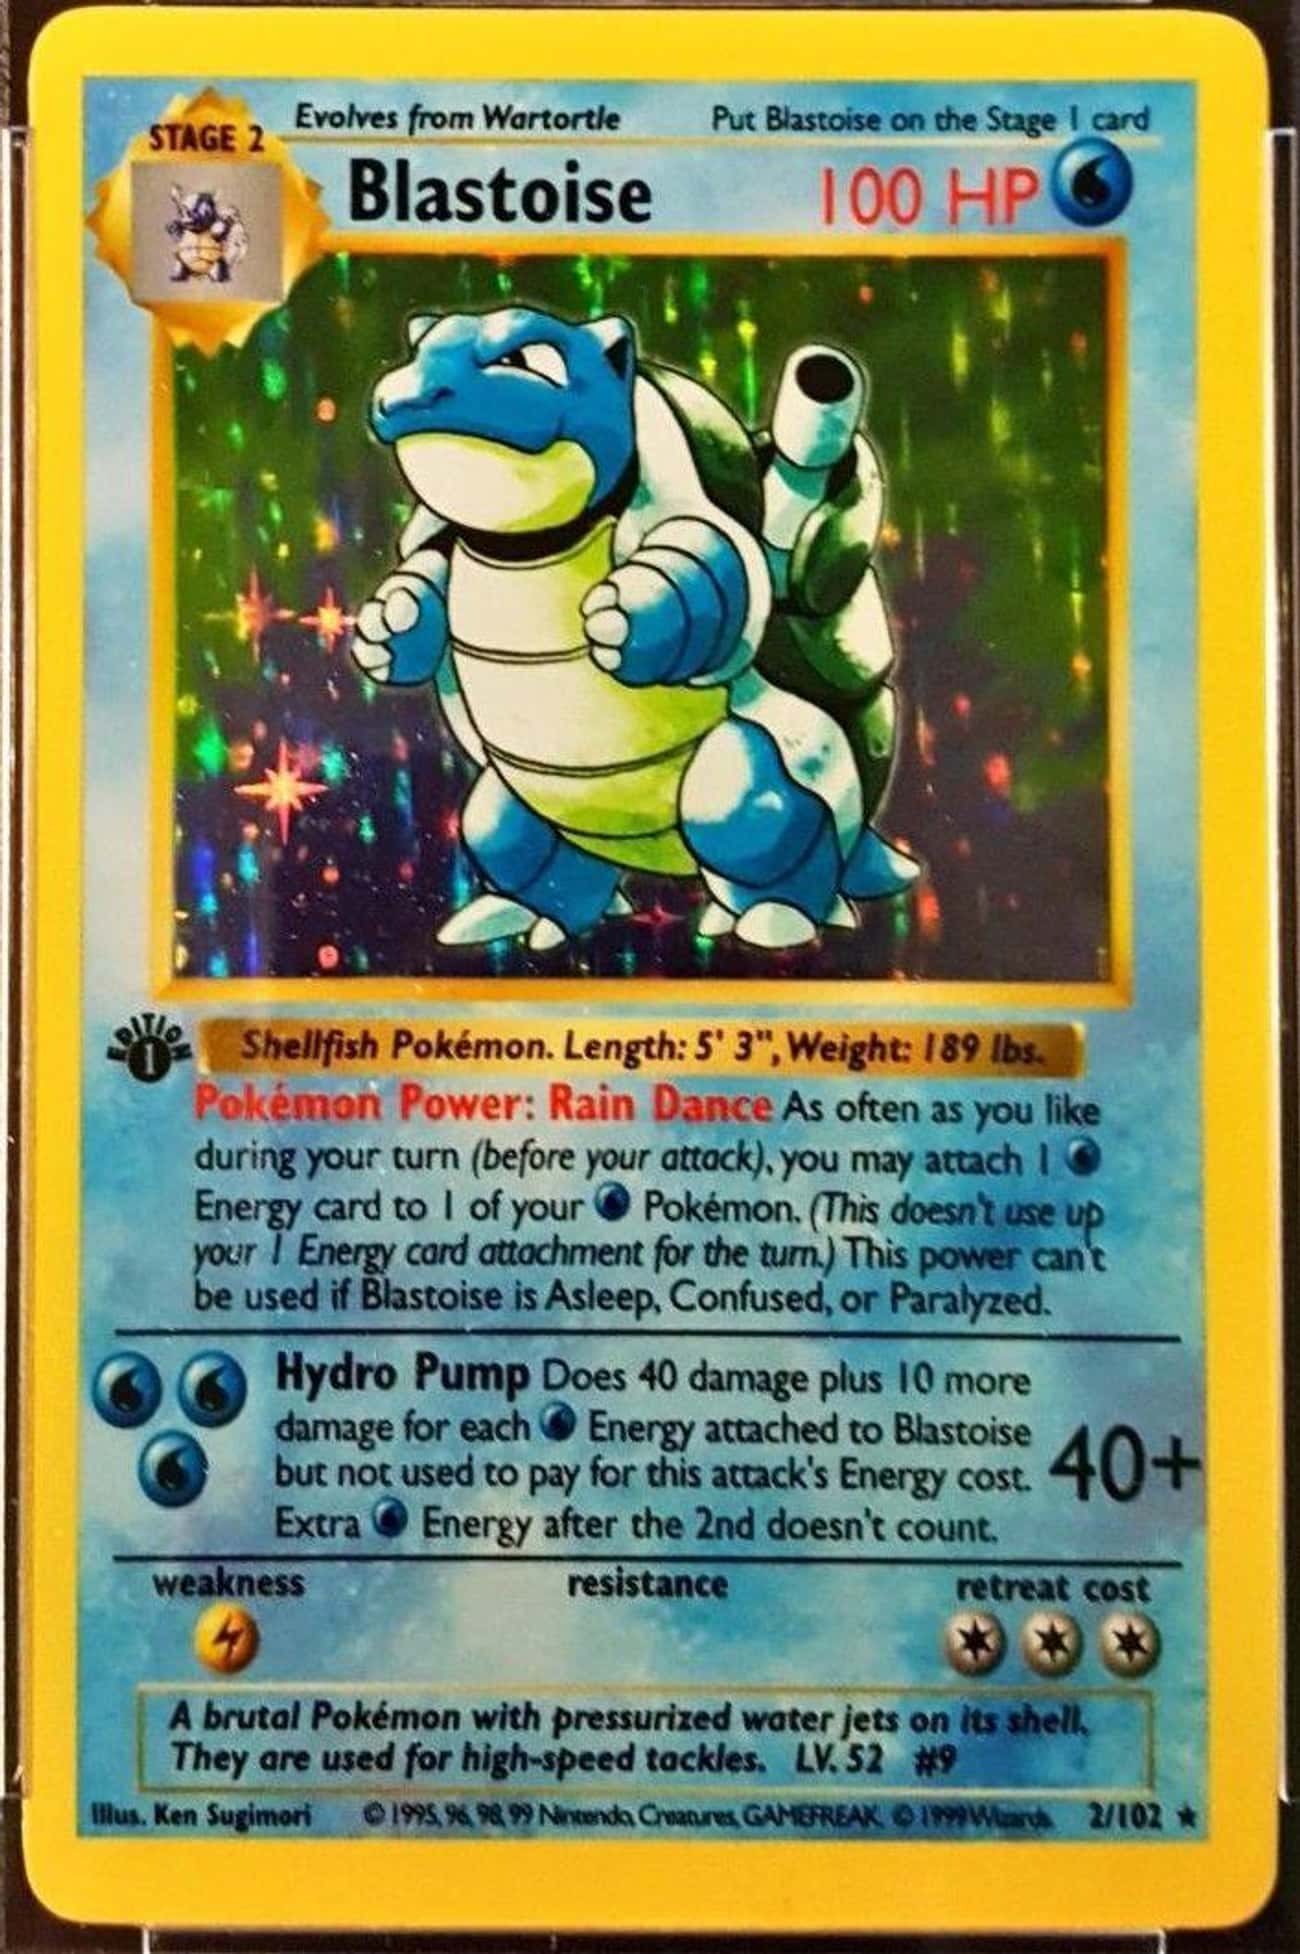 Evolves from Wartortle Put Blastoise on the Stage 1 card
STAGE 2
Blastoise 100 HP
EDITION
1
Shellfish Pokémon. Length: 5' 3", Weight: 189 lbs.
Pokémon Power: Rain Dance As often as you like
during your turn (before your attack), you may attach 1
Energy card to 1 of your Pokémon. (This doesn't use up
your 1 Energy card attachment for the turn.) This power can't
be used if Blastoise is Asleep, Confused, or Paralyzed.
Hydro Pump Does 40 damage plus 10 more
damage for each Energy attached to Blastoise
but not used to pay for this attack's Energy cost.
Extra Energy after the 2nd doesn't count.
40+
weakness resistance retreat cost
A brutal Pokémon with pressurized water jets on its shell.
They are used for high-speed tackles. LV. 52 #9
Illus. Ken Sugimori © 1995, 96, 98, 99 Nintendo, Creatures, GAMEFREAK. © 1999 Wizards. 2/102 ★